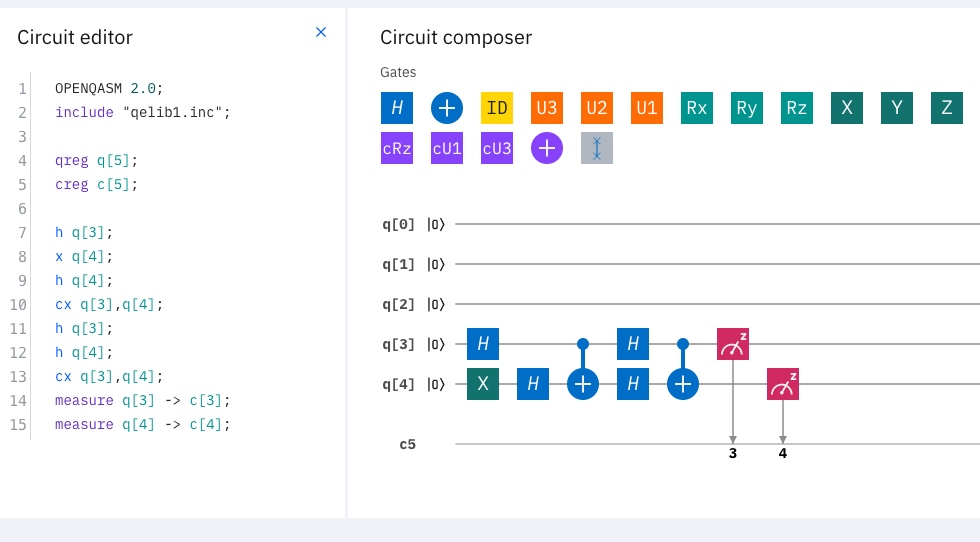 Circuit editor
×
1 OPENQASM 2.0;
2 include "qelib1.inc";
3
4 qreg q[5];
5 creg c[5];
6
7 h q[3];
8 x q[4];
9 h q[4];
10 cx q[3],q[4];
11 h q[3];
12 h q[4];
13 cx q[3],q[4];
14 measure q[3] -> c[3];
15 measure q[4] -> c[4];
Circuit composer
Gates
H + ID U3 U2 U1 Rx Ry Rz X Y Z
cRz cU1 cU3 +
q[0] |0⟩
q[1] |0⟩
q[2] |0⟩
q[3] |0⟩ H H z
q[4] |0⟩ X H + H + z
c5
3 4